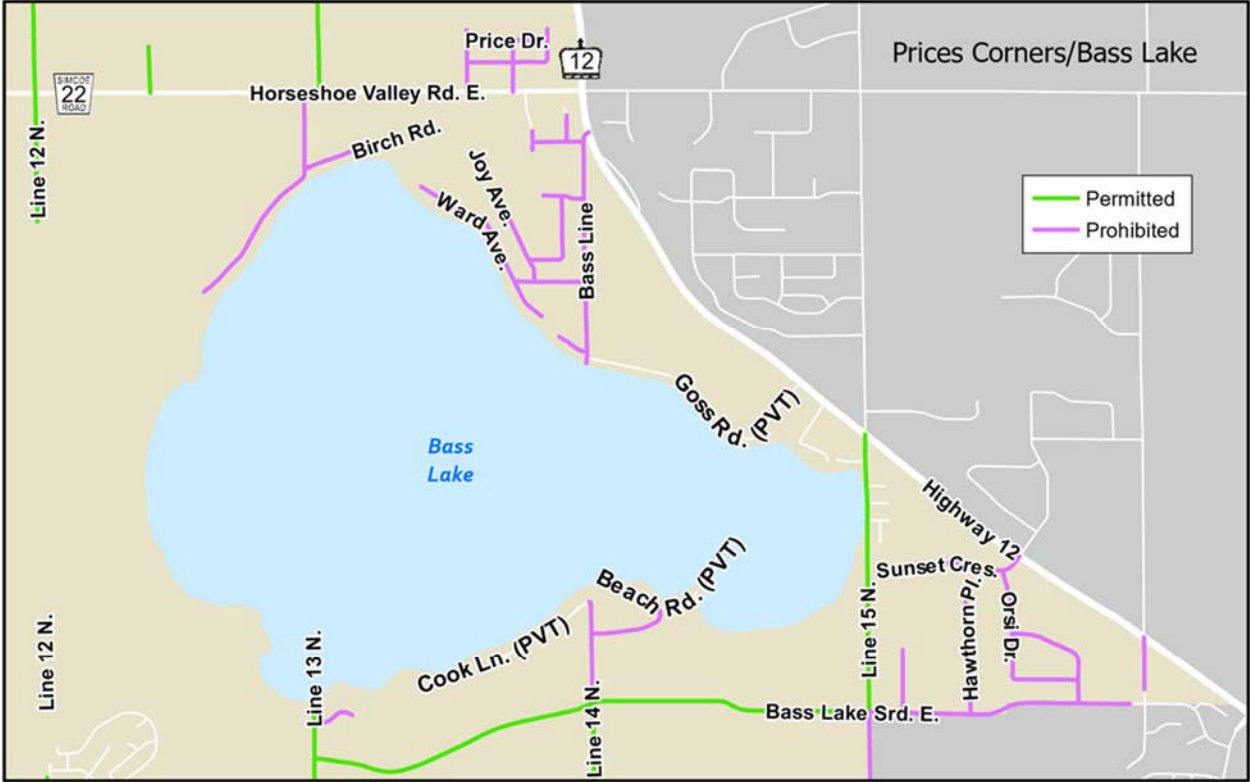 Price Dr.
12
Prices Corners/Bass Lake
SIMCOE
22
ROAD
Horseshoe Valley Rd. E.
Line 12 N.
Birch Rd.
Joy Ave.
Ward Ave.
Bass Line
Permitted
Prohibited
Goss Rd. (PVT)
Bass
Lake
Highway 12
Sunset Cres.
Beach Rd. (PVT)
Cook Ln. (PVT)
Line 12 N.
Line 13 N.
Line 14 N.
Line 15 N.
Hawthorn Pl.
Orsi Dr.
Bass Lake Srd. E.